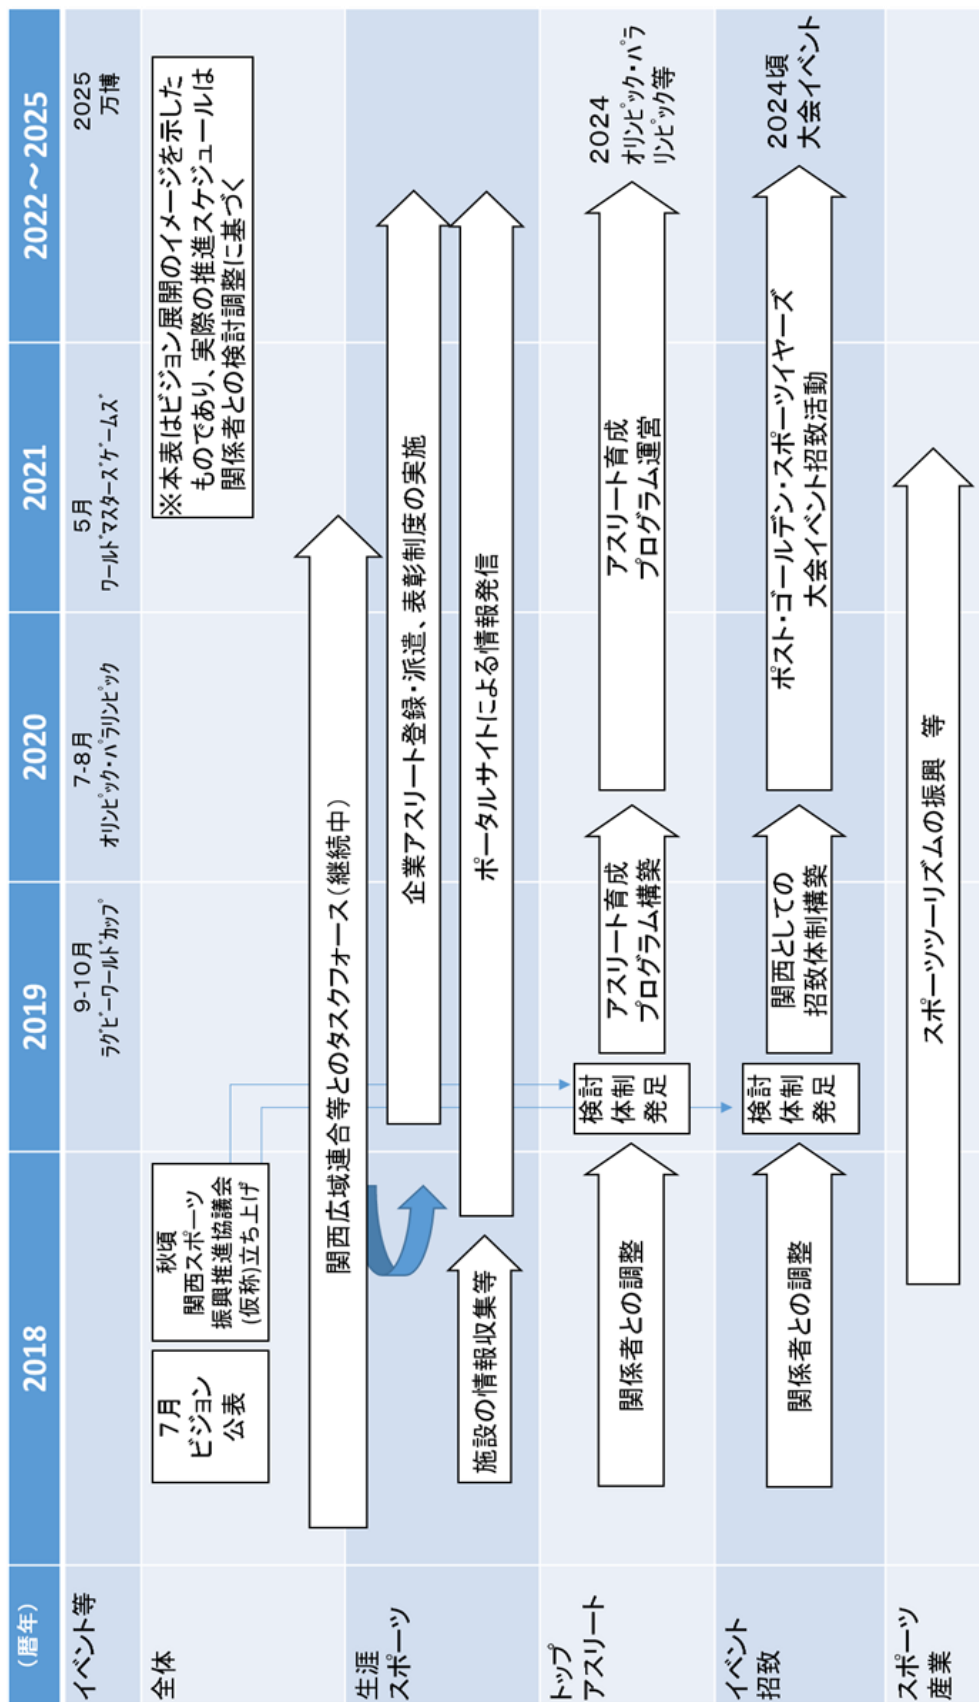 (暦年)
2018
2019
2020
2021
2022～2025
イベント等
9-10月
ラグビーワールドカップ
7-8月
オリンピック・パラリンピック
5月
ワールドマスターズゲームズ
2025
万博
全体
7月
ビジョン
公表
秋頃
関西スポーツ
振興推進協議会
(仮称)立ち上げ
※本表はビジョン展開のイメージを示した
ものであり、実際の推進スケジュールは
関係者との検討調整に基づく
関西広域連合等とのタスクフォース(継続中)
生涯
スポーツ
企業アスリート登録・派遣、表彰制度の実施
施設の情報収集等
ポータルサイトによる情報発信
トップ
アスリート
関係者との調整
検討
体制
発足
アスリート育成
プログラム構築
アスリート育成
プログラム運営
2024
オリンピック・パラ
リンピック等
イベント
招致
関係者との調整
検討
体制
発足
関西としての
招致体制構築
ポスト・ゴールデン・スポーツイヤーズ
大会イベント招致活動
2024頃
大会イベント
スポーツ
産業
スポーツツーリズムの振興 等